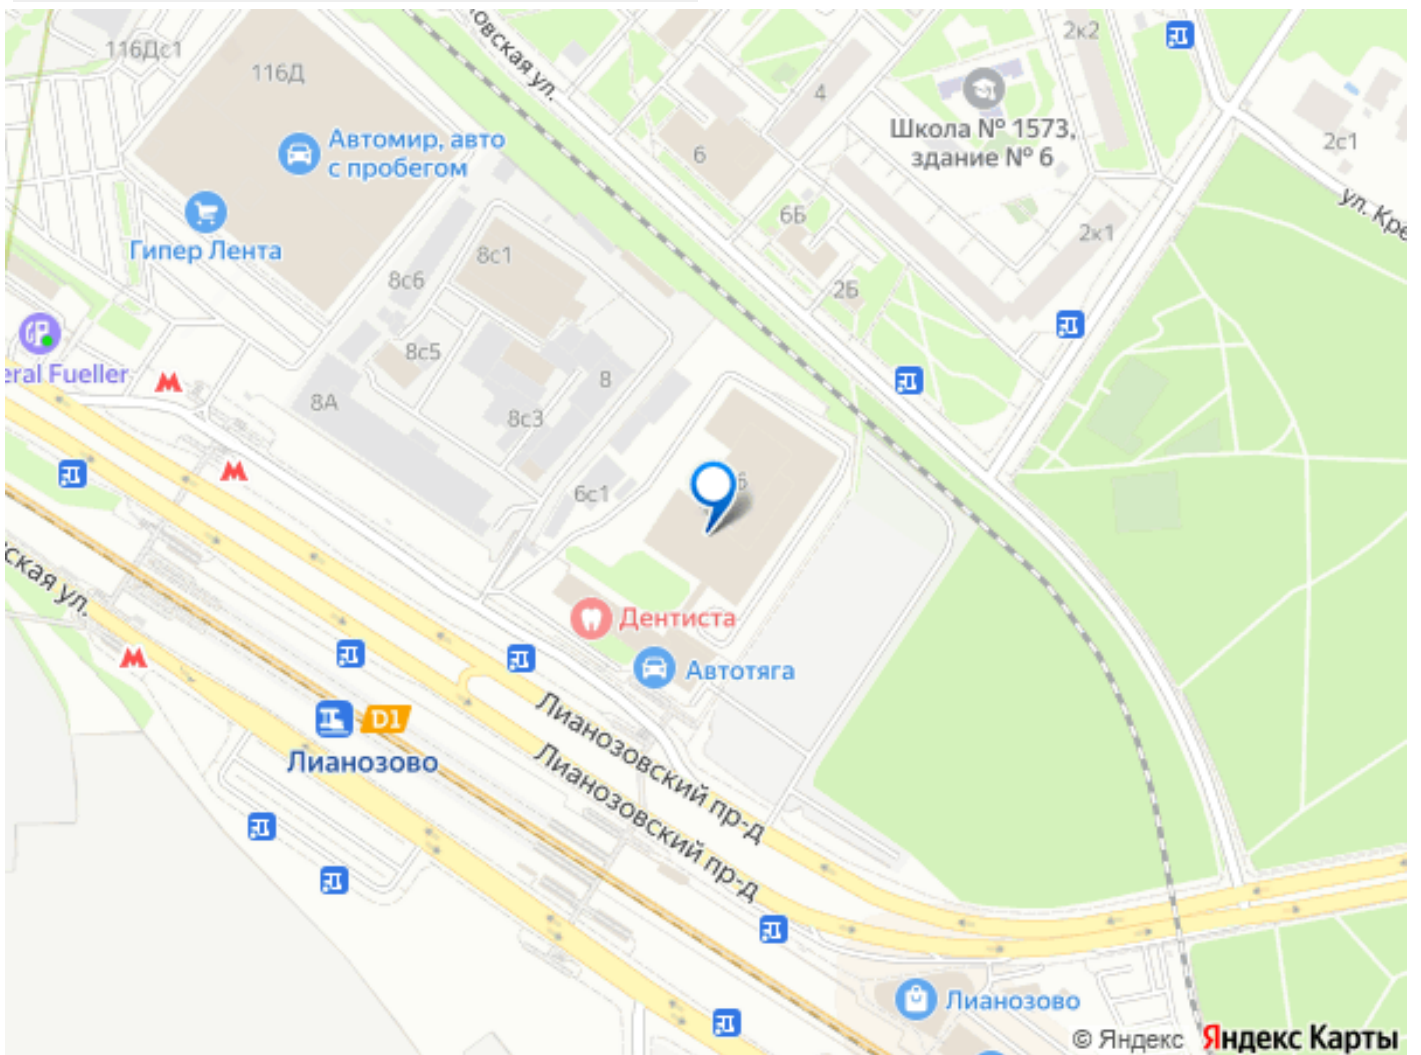 116Дс1
116Д
Автомир, авто
с пробегом
Гипер Лента
овская ул.
2к2
4
6
Школа № 1573,
здание № 6
2с1
ул. Кре
6Б
2к1
2Б
8с1
8с6
8с5
8
8А
8с3
6с1
6
eral Fueller
ская ул.
Дентиста
Автотяга
D1
Лианозово
Лианозовский пр-д
Лианозовский пр-д
Лианозово
© Яндекс Яндекс Карты